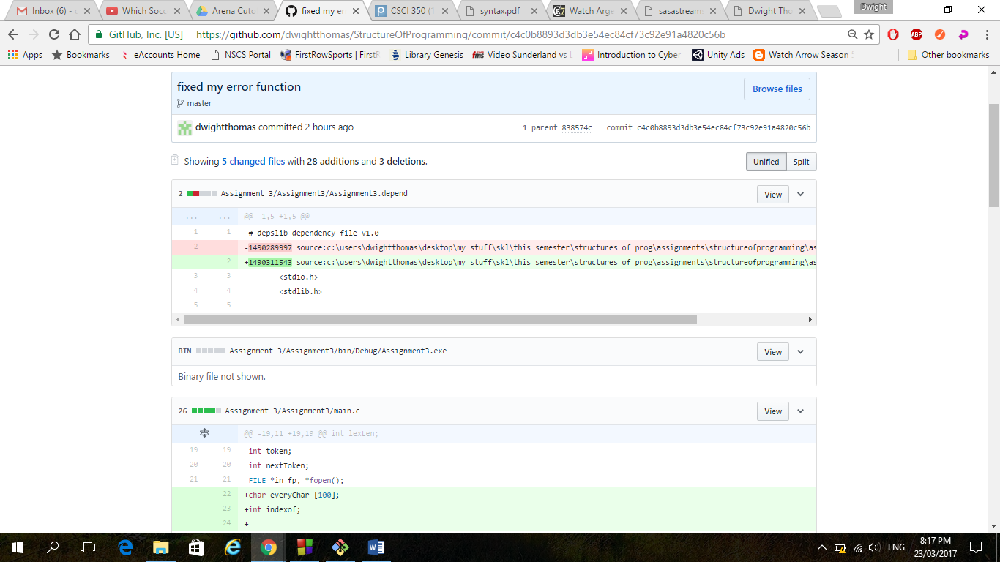 Dwight
Inbox (6) - c
Which Socc
Arena Cuto
fixed my er
CSCI 350 (1
syntax.pdf
Watch Arge
sasastream
Dwight Tho
GitHub, Inc. [US] https://github.com/dwightthomas/StructureOfProgramming/commit/c4c0b8893d3db3e54ec84cf73c92e91a4820c56b
Apps Bookmarks eAccounts Home NSCS Portal FirstRowSports | FirstR Library Genesis Video Sunderland vs L Introduction to Cyber Unity Ads Watch Arrow Season 5 Other bookmarks
fixed my error function
Browse files
master
dwightthomas committed 2 hours ago 1 parent 838574c commit c4c0b8893d3db3e54ec84cf73c92e91a4820c56b
Showing 5 changed files with 28 additions and 3 deletions. Unified Split
2 Assignment 3/Assignment3/Assignment3.depend View
... ... @@ -1,5 +1,5 @@
1 1 # depslib dependency file v1.0
2 -1490289997 source:c:\users\dwightthomas\desktop\my stuff\skl\this semester\structures of prog\assignments\structureofprogramming\as
2 +1490311543 source:c:\users\dwightthomas\desktop\my stuff\skl\this semester\structures of prog\assignments\structureofprogramming\as
3 3 <stdio.h>
4 4 <stdlib.h>
5 5
BIN Assignment 3/Assignment3/bin/Debug/Assignment3.exe View
Binary file not shown.
26 Assignment 3/Assignment3/main.c View
@@ -19,11 +19,19 @@ int lexLen;
19 19 int token;
20 20 int nextToken;
21 21 FILE *in_fp, *fopen();
22 +char everyChar [100];
23 +int indexof;
24 +
ENG
8:17 PM
23/03/2017